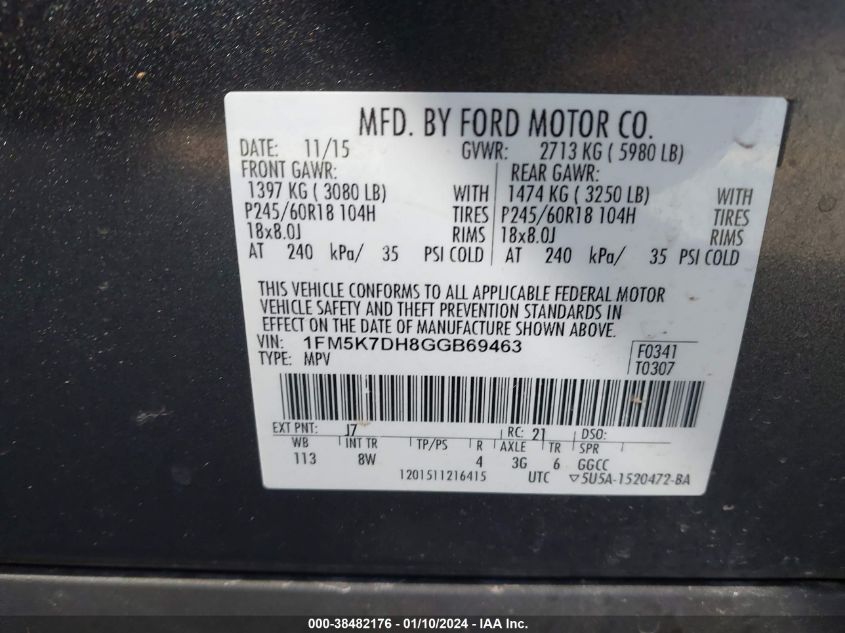 MFD. BY FORD MOTOR CO.
DATE: 11/15 GVWR: 2713 KG ( 5980 LB)
FRONT GAWR: REAR GAWR:
1397 KG ( 3080 LB) WITH 1474 KG ( 3250 LB) WITH
P245/60R18 104H TIRES P245/60R18 104H TIRES
18x8.0J RIMS 18x8.0J RIMS
AT 240 kPa/ 35 PSI COLD AT 240 kPa/ 35 PSI COLD
THIS VEHICLE CONFORMS TO ALL APPLICABLE FEDERAL MOTOR
VEHICLE SAFETY AND THEFT PREVENTION STANDARDS IN
EFFECT ON THE DATE OF MANUFACTURE SHOWN ABOVE.
VIN: 1FM5K7DH8GGB69463 F0341
TYPE: MPV T0307
EXT PNT: J7 RC: 21 DSO:
WB INT TR TP/PS R AXLE TR SPR
113 8W 4 3G 6 GGCC
1201511216415 UTC ▽5U5A-1520472-BA
000-38482176 - 01/10/2024 - IAA Inc.